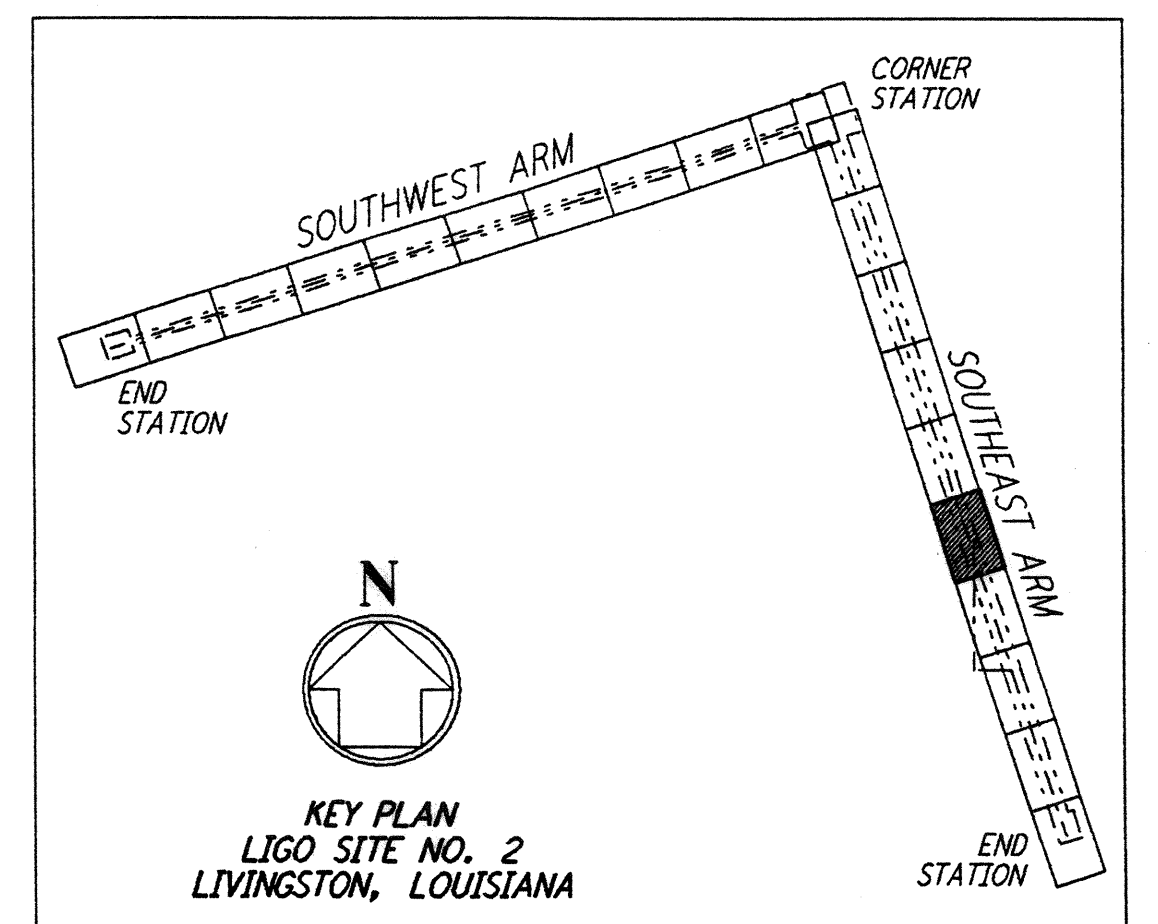 CORNER
STATION
SOUTHWEST ARM
END
STATION
SOUTHEAST ARM
N
KEY PLAN
LIGO SITE NO. 2
LIVINGSTON, LOUISIANA
END
STATION